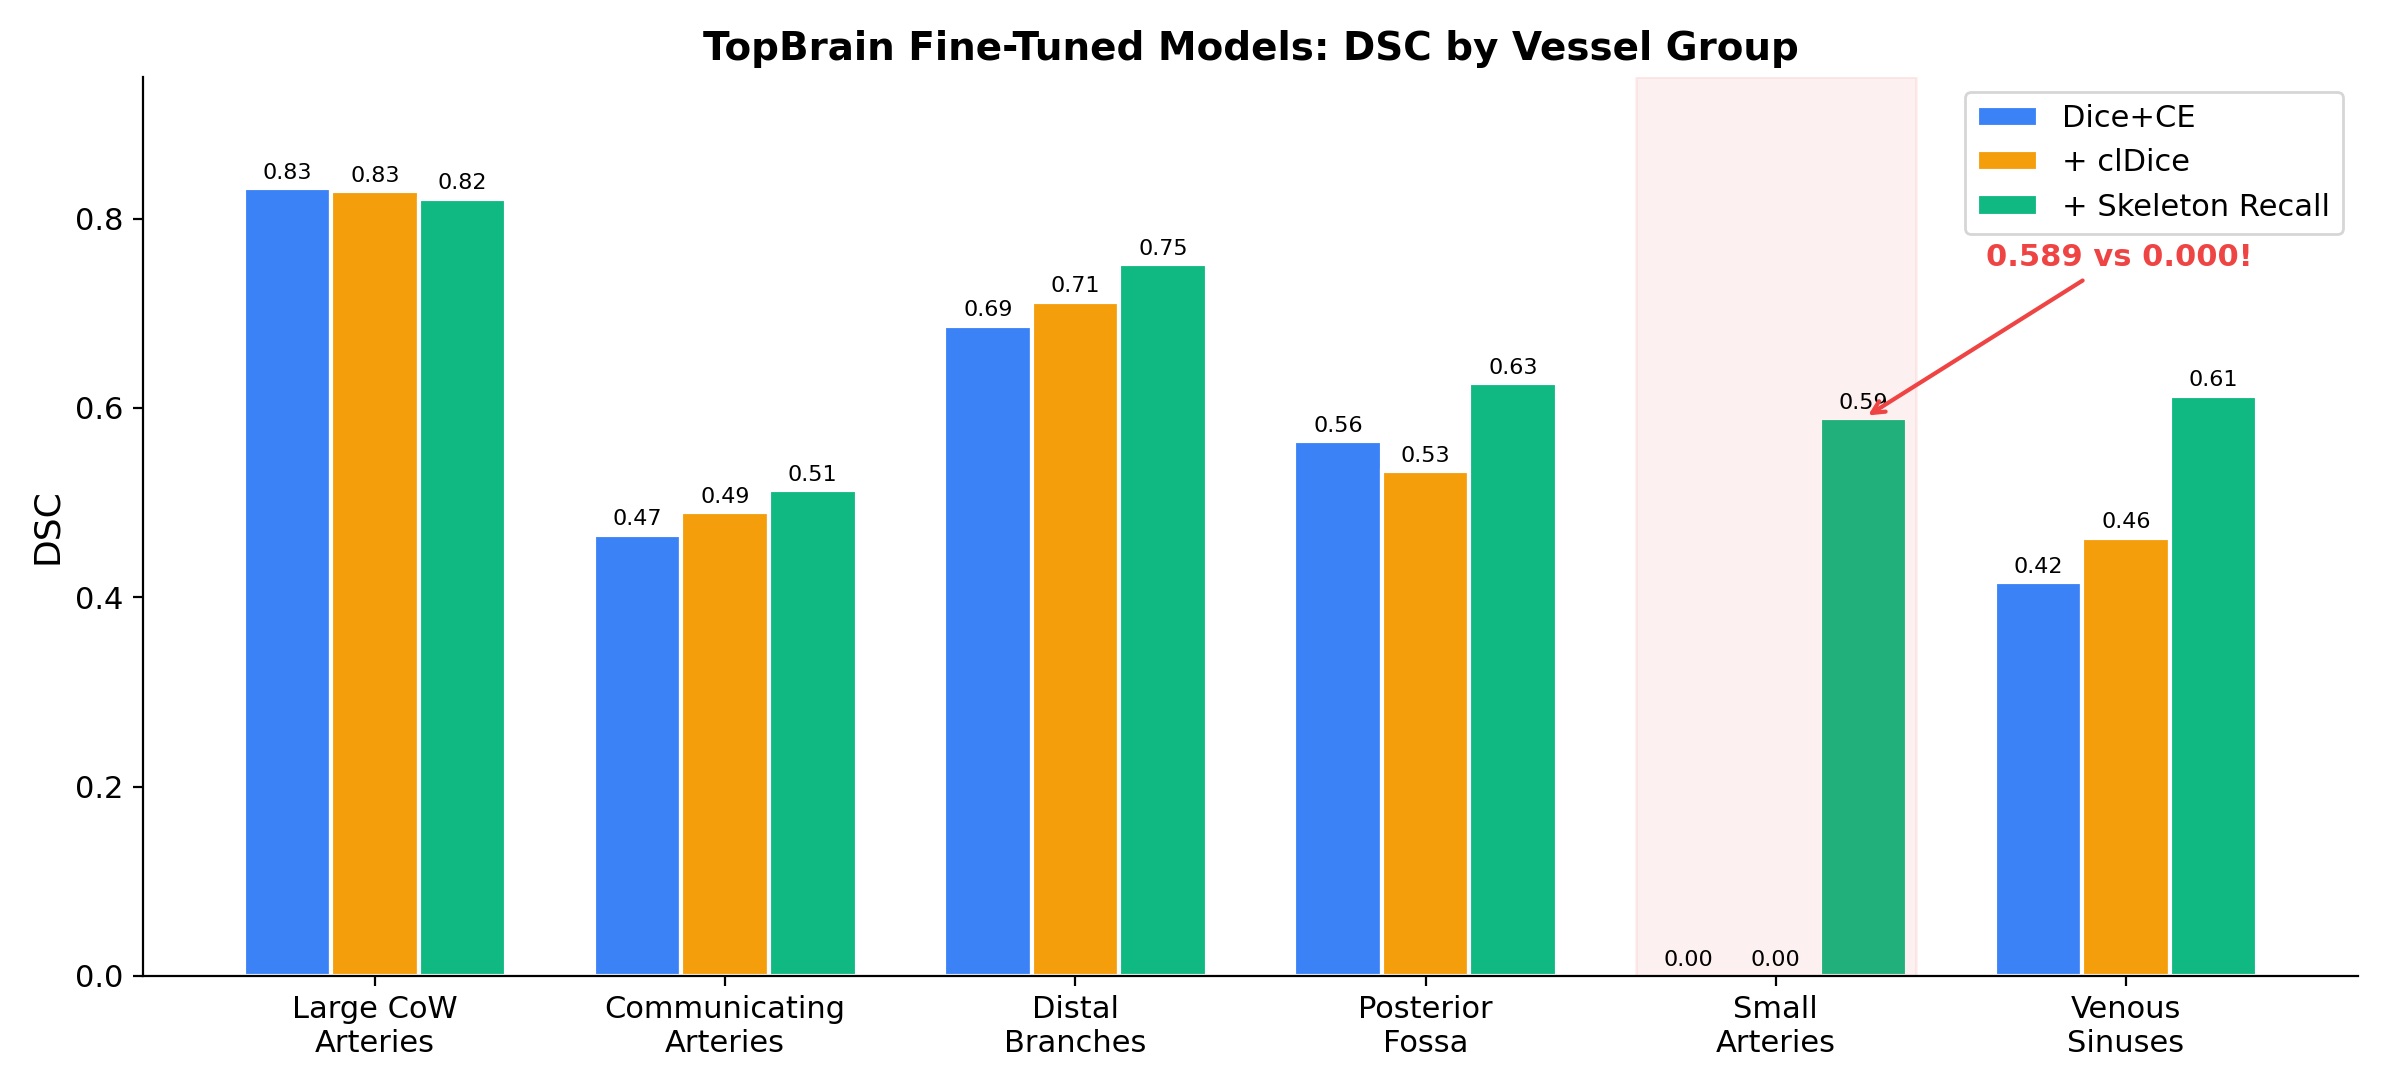 TopBrain Fine-Tuned Models: DSC by Vessel Group
Dice+CE
+ clDice
+ Skeleton Recall
0.589 vs 0.000!
DSC
0.8
0.6
0.4
0.2
0.0
0.83
0.83
0.82
0.47
0.49
0.51
0.69
0.71
0.75
0.56
0.53
0.63
0.00
0.00
0.59
0.42
0.46
0.61
Large CoW
Arteries
Communicating
Arteries
Distal
Branches
Posterior
Fossa
Small
Arteries
Venous
Sinuses